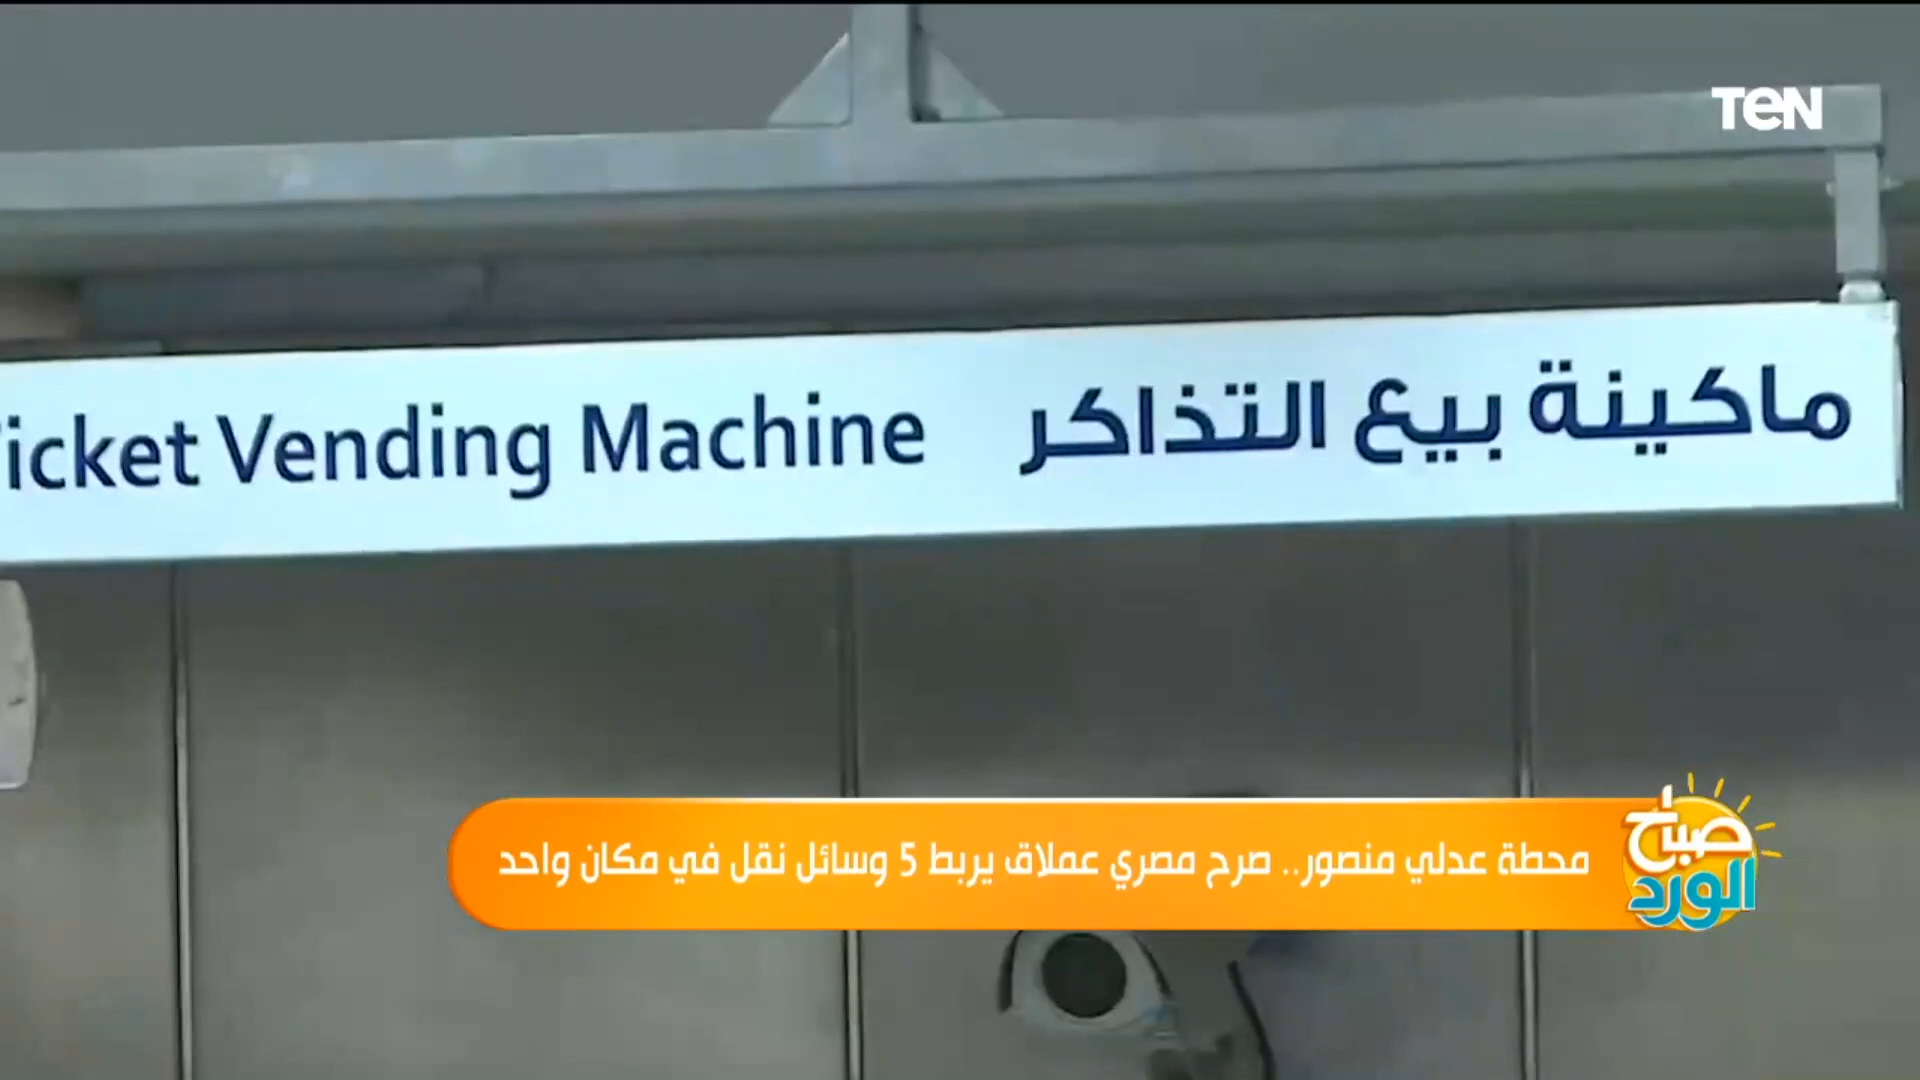 TEN
ماكينة بيع التذاكر
Ticket Vending Machine
محطة عدلي منصور.. صرح مصري عملاق يربط 5 وسائل نقل في مكان واحد
صباح
الورد